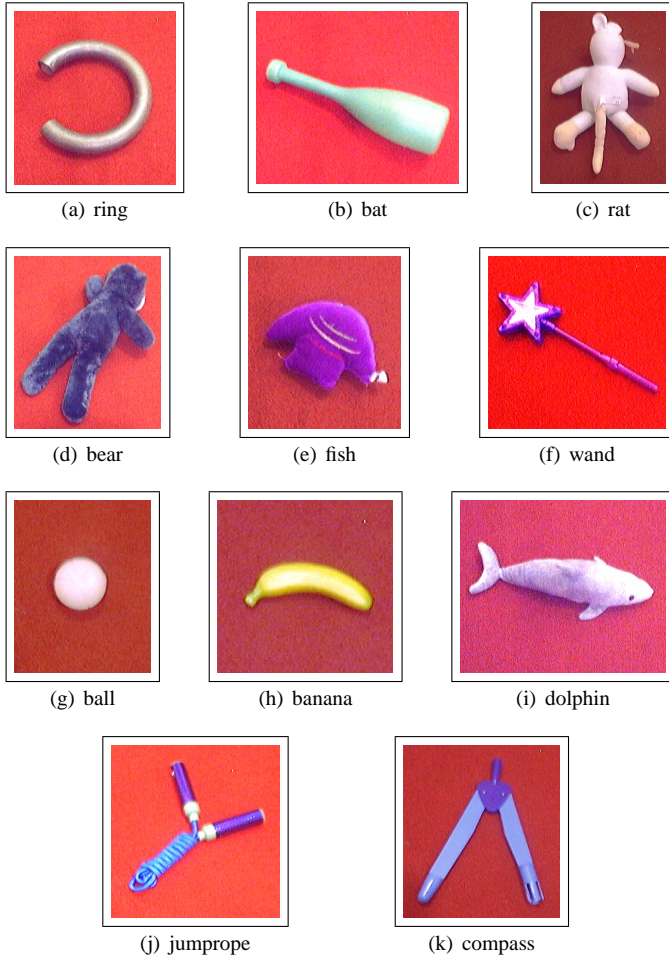 (a) ring
(b) bat
(c) rat
(d) bear
(e) fish
(f) wand
(g) ball
(h) banana
(i) dolphin
(j) jumprope
(k) compass